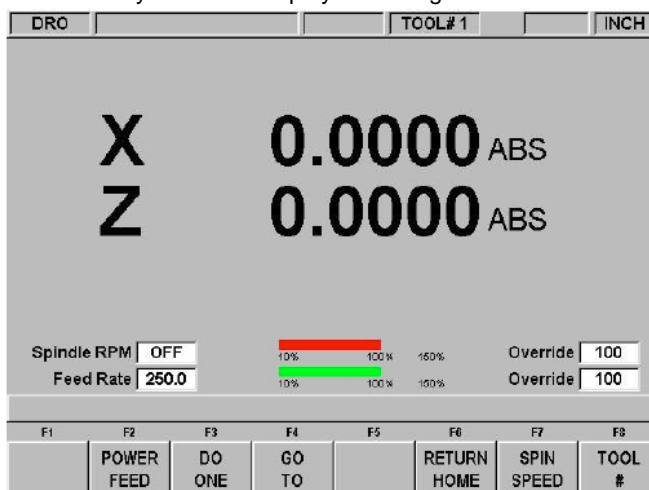 DRO TOOL# 1 INCH
X 0.0000 ABS
Z 0.0000 ABS
Spindle RPM OFF 10% 100% 150% Override 100
Feed Rate 250.0 10% 100% 150% Override 100
F1 F2 F3 F4 F5 F6 F7 F8
POWER DO GO RETURN SPIN TOOL
FEED ONE TO HOME SPEED #